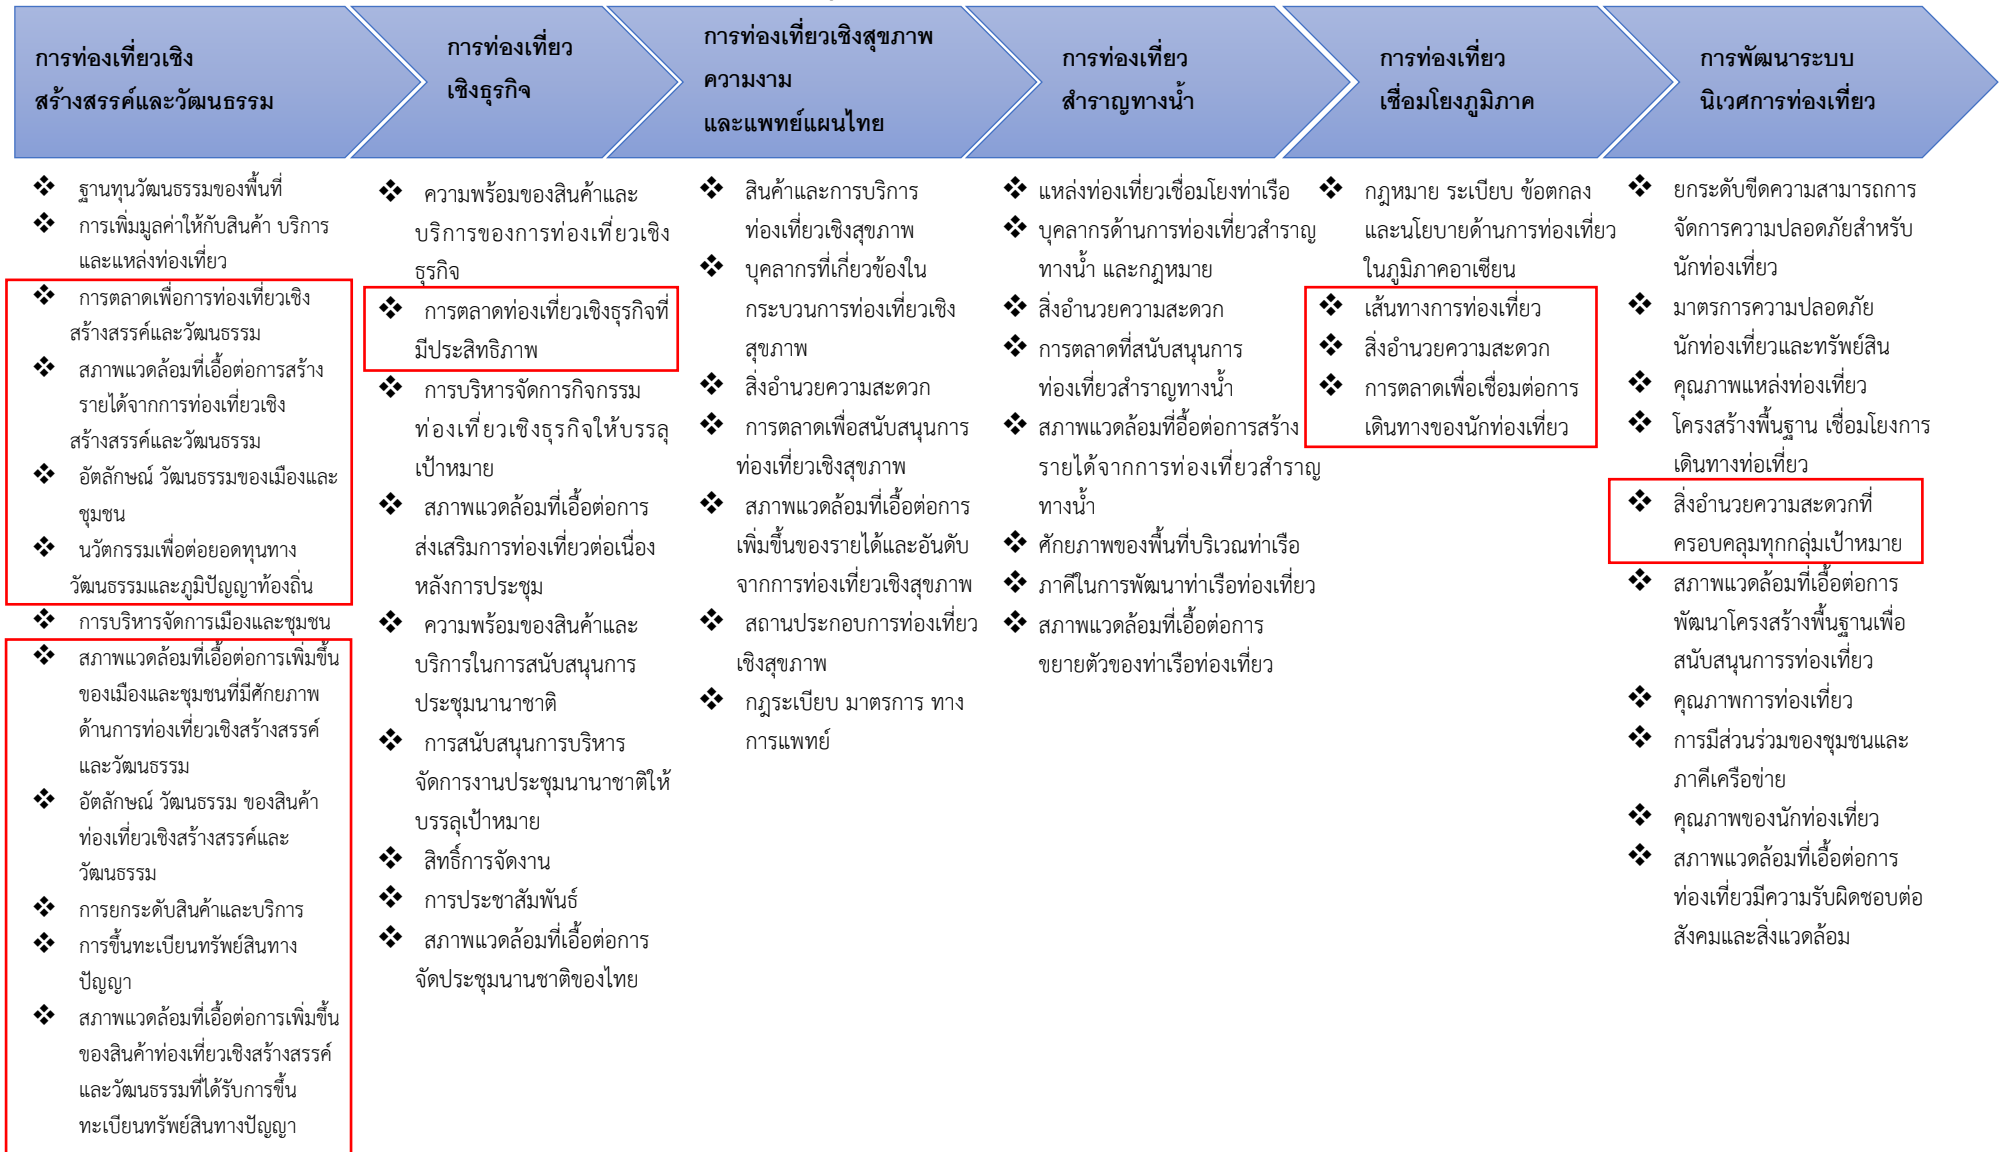 การท่องเที่ยวเชิง
สร้างสรรค์และวัฒนธรรม
การท่องเที่ยว
เชิงธุรกิจ
การท่องเที่ยวเชิงสุขภาพ
ความงาม
และแพทย์แผนไทย
การท่องเที่ยว
สำราญทางน้ำ
การท่องเที่ยว
เชื่อมโยงภูมิภาค
การพัฒนาระบบ
นิเวศการท่องเที่ยว
❖ ฐานทุนวัฒนธรรมของพื้นที่
❖ การเพิ่มมูลค่าให้กับสินค้า บริการ
และแหล่งท่องเที่ยว
❖ การตลาดเพื่อการท่องเที่ยวเชิง
สร้างสรรค์และวัฒนธรรม
❖ สภาพแวดล้อมที่เอื้อต่อการสร้าง
รายได้จากการท่องเที่ยวเชิง
สร้างสรรค์และวัฒนธรรม
❖ อัตลักษณ์ วัฒนธรรมของเมืองและ
ชุมชน
❖ นวัตกรรมเพื่อต่อยอดทุนทาง
วัฒนธรรมและภูมิปัญญาท้องถิ่น
❖ การบริหารจัดการเมืองและชุมชน
❖ สภาพแวดล้อมที่เอื้อต่อการเพิ่มขึ้น
ของเมืองและชุมชนที่มีศักยภาพ
ด้านการท่องเที่ยวเชิงสร้างสรรค์
และวัฒนธรรม
❖ อัตลักษณ์ วัฒนธรรม ของสินค้า
ท่องเที่ยวเชิงสร้างสรรค์และ
วัฒนธรรม
❖ การยกระดับสินค้าและบริการ
❖ การขึ้นทะเบียนทรัพย์สินทาง
ปัญญา
❖ สภาพแวดล้อมที่เอื้อต่อการเพิ่มขึ้น
ของสินค้าท่องเที่ยวเชิงสร้างสรรค์
และวัฒนธรรมที่ได้รับการขึ้น
ทะเบียนทรัพย์สินทางปัญญา
❖ ความพร้อมของสินค้าและ
บริการของการท่องเที่ยวเชิง
ธุรกิจ
❖ การตลาดท่องเที่ยวเชิงธุรกิจที่
มีประสิทธิภาพ
❖ การบริหารจัดการกิจกรรม
ท่องเที่ยวเชิงธุรกิจให้บรรลุ
เป้าหมาย
❖ สภาพแวดล้อมที่เอื้อต่อการ
ส่งเสริมการท่องเที่ยวต่อเนื่อง
หลังการประชุม
❖ ความพร้อมของสินค้าและ
บริการในการสนับสนุนการ
ประชุมนานาชาติ
❖ การสนับสนุนการบริหาร
จัดการงานประชุมนานาชาติให้
บรรลุเป้าหมาย
❖ สิทธิ์การจัดงาน
❖ การประชาสัมพันธ์
❖ สภาพแวดล้อมที่เอื้อต่อการ
จัดประชุมนานชาติของไทย
❖ สินค้าและการบริการ
ท่องเที่ยวเชิงสุขภาพ
❖ บุคลากรที่เกี่ยวข้องใน
กระบวนการท่องเที่ยวเชิง
สุขภาพ
❖ สิ่งอำนวยความสะดวก
❖ การตลาดเพื่อสนับสนุนการ
ท่องเที่ยวเชิงสุขภาพ
❖ สภาพแวดล้อมที่เอื้อต่อการ
เพิ่มขึ้นของรายได้และอันดับ
จากการท่องเที่ยวเชิงสุขภาพ
❖ สถานประกอบการท่องเที่ยว
เชิงสุขภาพ
❖ กฎระเบียบ มาตรการ ทาง
การแพทย์
❖ แหล่งท่องเที่ยวเชื่อมโยงท่าเรือ
❖ บุคลากรด้านการท่องเที่ยวสำราญ
ทางน้ำ และกฎหมาย
❖ สิ่งอำนวยความสะดวก
❖ การตลาดที่สนับสนุนการ
ท่องเที่ยวสำราญทางน้ำ
❖ สภาพแวดล้อมที่อื้อต่อการสร้าง
รายได้จากการท่องเที่ยวสำราญ
ทางน้ำ
❖ ศักยภาพของพื้นที่บริเวณท่าเรือ
❖ ภาคีในการพัฒนาท่าเรือท่องเที่ยว
❖ สภาพแวดล้อมที่เอื้อต่อการ
ขยายตัวของท่าเรือท่องเที่ยว
❖ กฎหมาย ระเบียบ ข้อตกลง
และนโยบายด้านการท่องเที่ยว
ในภูมิภาคอาเซียน
❖ เส้นทางการท่องเที่ยว
❖ สิ่งอำนวยความสะดวก
❖ การตลาดเพื่อเชื่อมต่อการ
เดินทางของนักท่องเที่ยว
❖ ยกระดับขีดความสามารถการ
จัดการความปลอดภัยสำหรับ
นักท่องเที่ยว
❖ มาตรการความปลอดภัย
นักท่องเที่ยวและทรัพย์สิน
❖ คุณภาพแหล่งท่องเที่ยว
❖ โครงสร้างพื้นฐาน เชื่อมโยงการ
เดินทางท่อเที่ยว
❖ สิ่งอำนวยความสะดวกที่
ครอบคลุมทุกกลุ่มเป้าหมาย
❖ สภาพแวดล้อมที่เอื้อต่อการ
พัฒนาโครงสร้างพื้นฐานเพื่อ
สนับสนุนการรท่องเที่ยว
❖ คุณภาพการท่องเที่ยว
❖ การมีส่วนร่วมของชุมชนและ
ภาคีเครือข่าย
❖ คุณภาพของนักท่องเที่ยว
❖ สภาพแวดล้อมที่เอื้อต่อการ
ท่องเที่ยวมีความรับผิดชอบต่อ
สังคมและสิ่งแวดล้อม